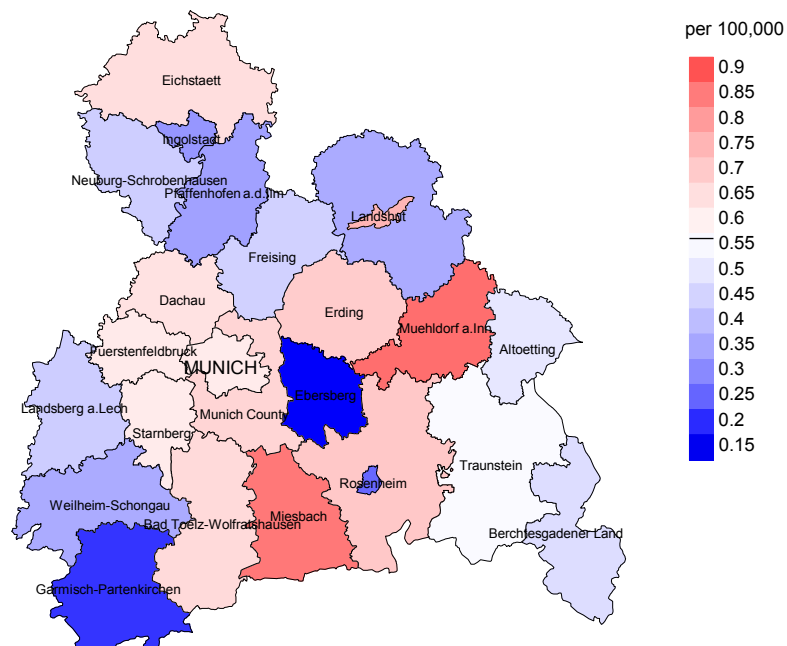 per 100,000
0.9
0.85
0.8
0.75
0.7
0.65
0.6
0.55
0.5
0.45
0.4
0.35
0.3
0.25
0.2
0.15
Eichstaett
Ingolstadt
Neuburg-Schrobenhausen
Pfaffenhofen a.d.Ilm
Landshut
Freising
Dachau
Erding
Muehldorf a.Inn
Fuerstenfeldbruck
Altoetting
MUNICH
Ebersberg
Landsberg a.Lech
Munich County
Starnberg
Traunstein
Rosenheim
Weilheim-Schongau
Miesbach
Bad Toelz-Wolfratshausen
Berchtesgadener Land
Garmisch-Partenkirchen